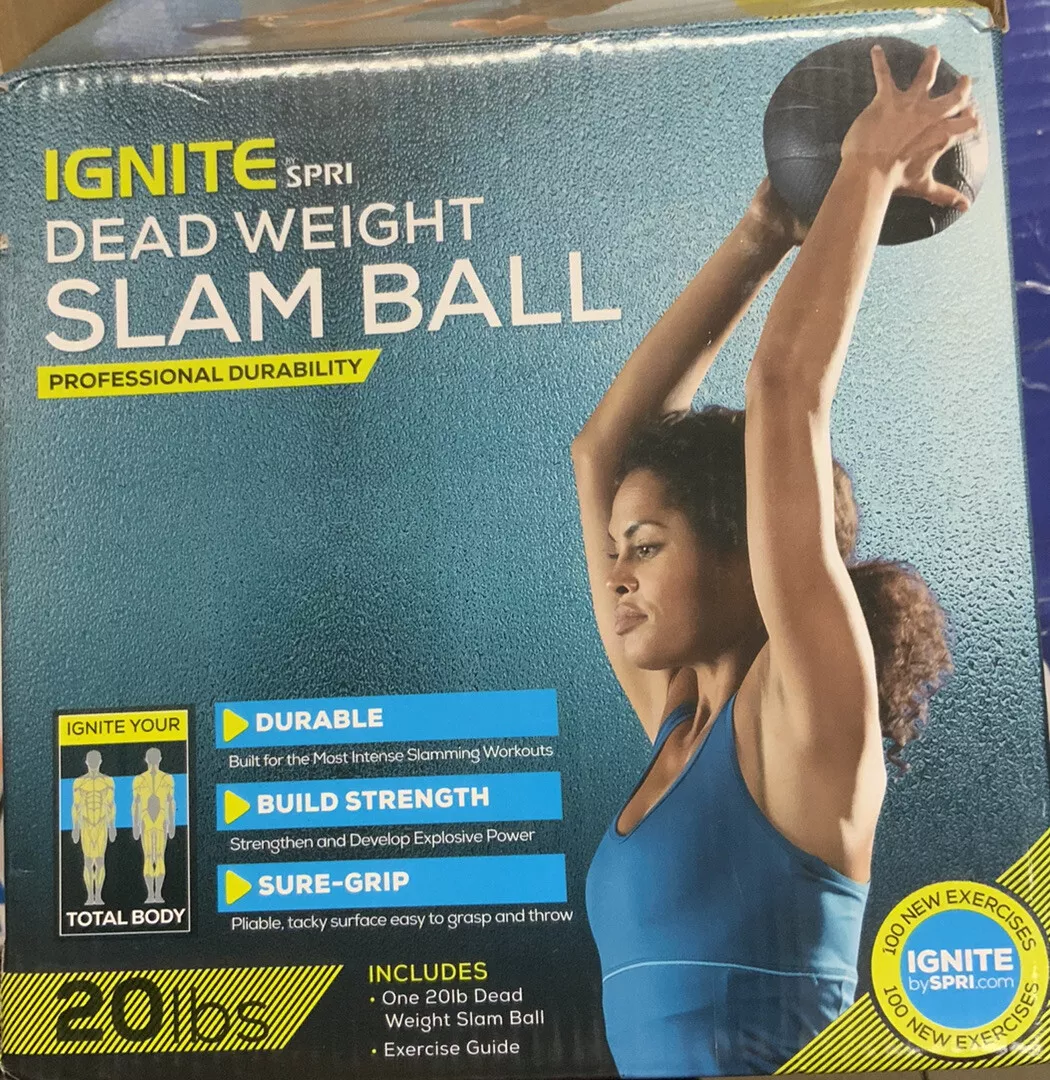 IGNITE BY SPRI
DEAD WEIGHT
SLAM BALL
PROFESSIONAL DURABILITY
IGNITE YOUR
TOTAL BODY
DURABLE
Built for the Most Intense Slamming Workouts
BUILD STRENGTH
Strengthen and Develop Explosive Power
SURE-GRIP
Pliable, tacky surface easy to grasp and throw
20lbs
INCLUDES
• One 20lb Dead
Weight Slam Ball
• Exercise Guide
100 NEW EXERCISES
IGNITE
bySPRI.com
100 NEW EXERCISES